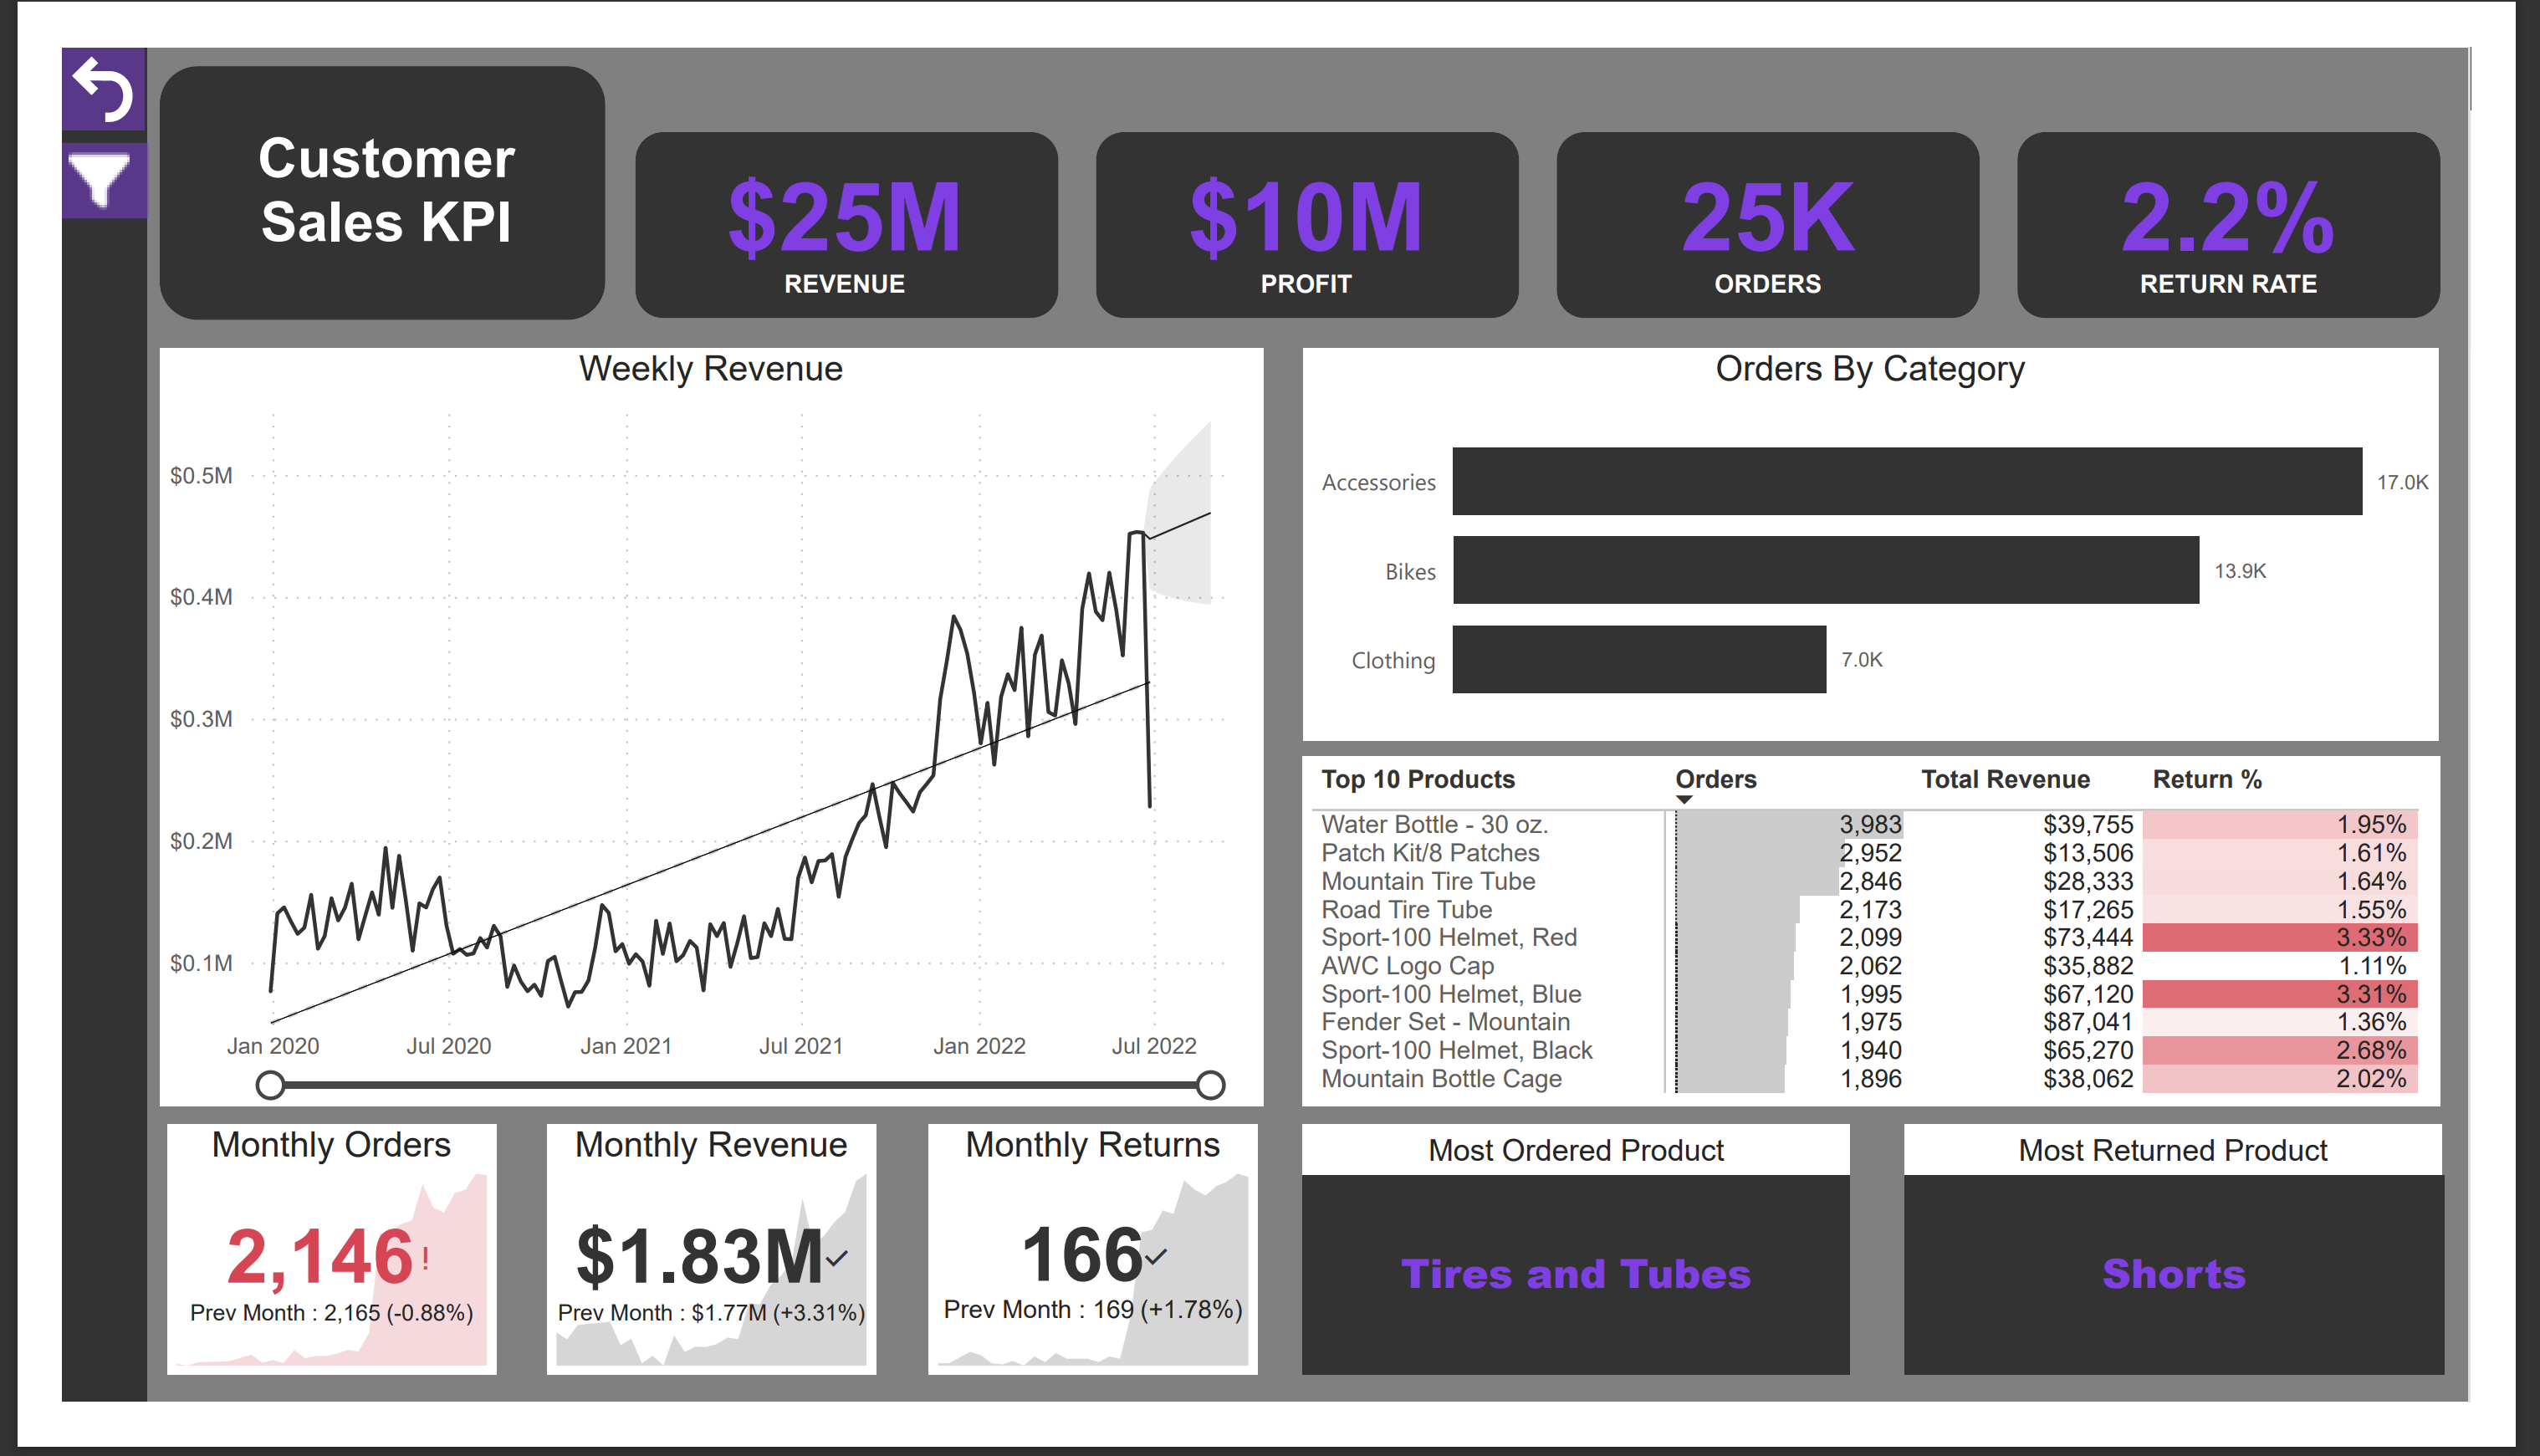 Customer
Sales KPI
$25M
REVENUE
$10M
PROFIT
25K
ORDERS
2.2%
RETURN RATE
Weekly Revenue
$0.5M
$0.4M
$0.3M
$0.2M
$0.1M
Jan 2020 Jul 2020 Jan 2021 Jul 2021 Jan 2022 Jul 2022
Orders By Category
Accessories 17.0K
Bikes 13.9K
Clothing 7.0K
Top 10 Products Orders Total Revenue Return %
Water Bottle - 30 oz. 3,983 $39,755 1.95%
Patch Kit/8 Patches 2,952 $13,506 1.61%
Mountain Tire Tube 2,846 $28,333 1.64%
Road Tire Tube 2,173 $17,265 1.55%
Sport-100 Helmet, Red 2,099 $73,444 3.33%
AWC Logo Cap 2,062 $35,882 1.11%
Sport-100 Helmet, Blue 1,995 $67,120 3.31%
Fender Set - Mountain 1,975 $87,041 1.36%
Sport-100 Helmet, Black 1,940 $65,270 2.68%
Mountain Bottle Cage 1,896 $38,062 2.02%
Monthly Orders
2,146 !
Prev Month : 2,165 (-0.88%)
Monthly Revenue
$1.83M
Prev Month : $1.77M (+3.31%)
Monthly Returns
166
Prev Month : 169 (+1.78%)
Most Ordered Product
Tires and Tubes
Most Returned Product
Shorts